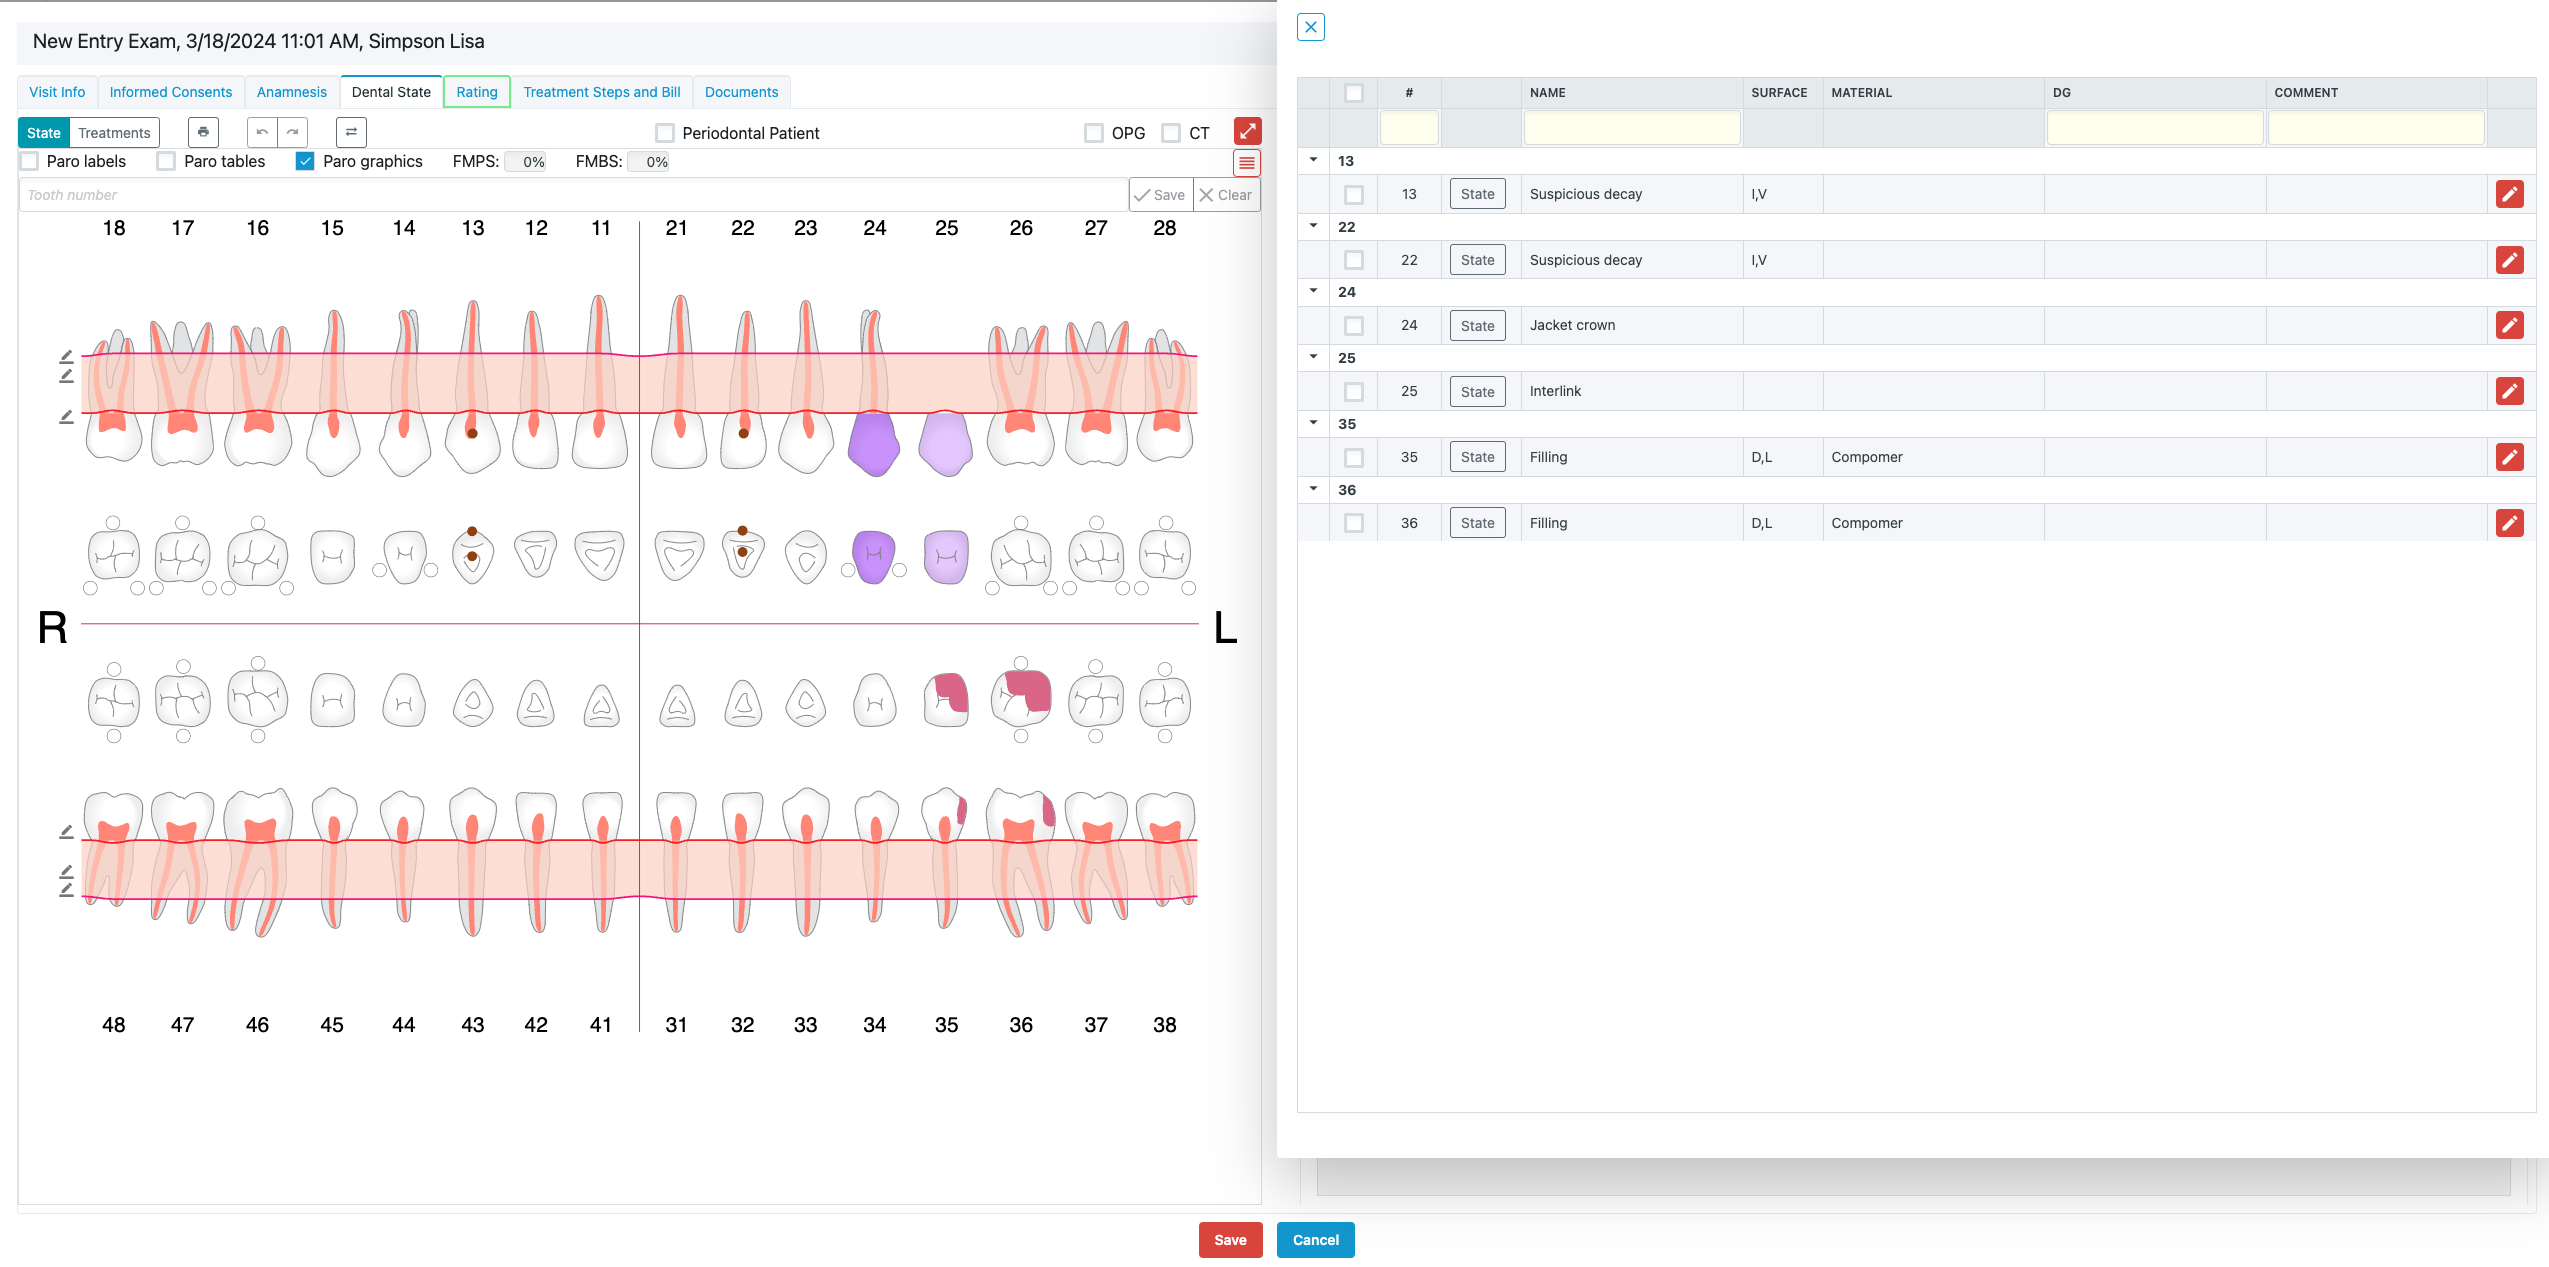 New Entry Exam, 3/18/2024 11:01 AM, Simpson Lisa
Visit Info Informed Consents Anamnesis Dental State Rating Treatment Steps and Bill Documents
State Treatments Periodontal Patient OPG CT
Paro labels Paro tables Paro graphics FMPS: 0% FMBS: 0%
Tooth number Save Clear
18 17 16 15 14 13 12 11 21 22 23 24 25 26 27 28
R L
48 47 46 45 44 43 42 41 31 32 33 34 35 36 37 38
# NAME SURFACE MATERIAL DG COMMENT
13
13 State Suspicious decay I,V
22
22 State Suspicious decay I,V
24
24 State Jacket crown
25
25 State Interlink
35
35 State Filling D,L Compomer
36
36 State Filling D,L Compomer
Save Cancel